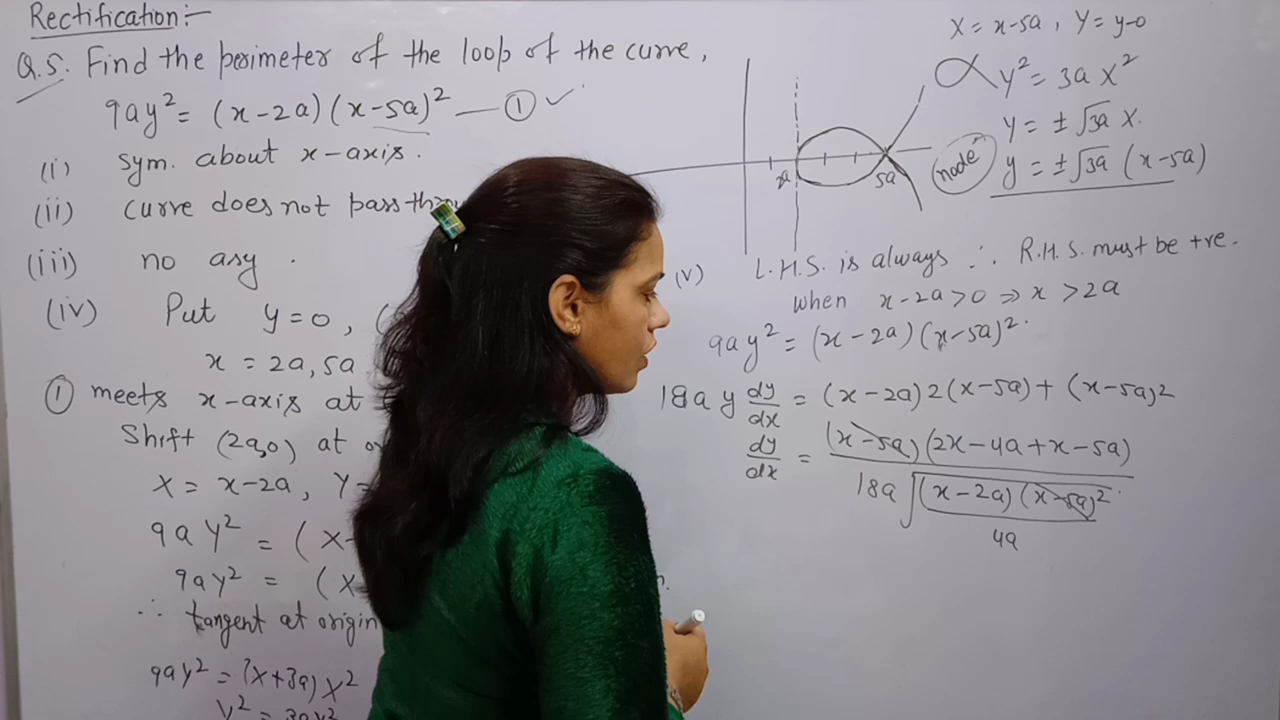 Rectification:-
Q.5. Find the perimeter of the loop of the curve,
9ay² = (x-2a)(x-5a)² — ① ✓
(i) sym. about x-axis.
(ii) curve does not pass thro
(iii) no asy.
(iv) Put y=0, (
x = 2a, 5a
① meets x-axis at
Shift (2a,0) at o
X = x-2a, Y=
9aY² = (X
9aY² = (X
∴ tangent at origin
9aY² = (X+3a)X²
2a
5a
X = x-5a, Y = y-0
Y² = 3a X²
Y = ±√3a X.
node
y = ±√3a (x-5a)
(v) L.H.S. is always ∴ R.H.S. must be +re.
when x-2a>0 ⇒ x>2a
9ay² = (x-2a)(x-5a)².
18ay dy/dx = (x-2a)2(x-5a)+(x-5a)²
dy/dx = (x-5a)(2x-4a+x-5a)
18a √(x-2a)(x-5a)²
4a